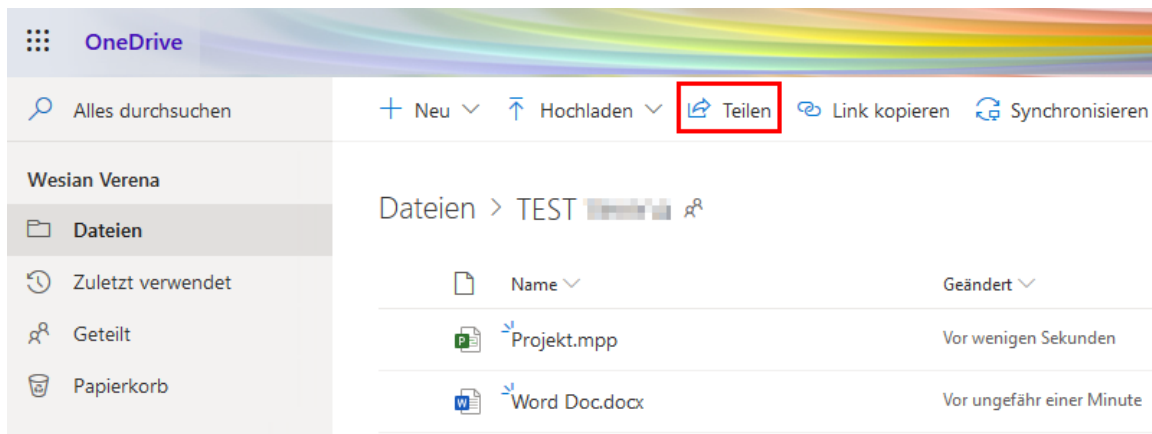 OneDrive
Alles durchsuchen
Neu Hochladen Teilen Link kopieren Synchronisieren
Wesian Verena
Dateien
Zuletzt verwendet
Geteilt
Papierkorb
Dateien > TEST
Name Geändert
Projekt.mpp Vor wenigen Sekunden
Word Doc.docx Vor ungefähr einer Minute